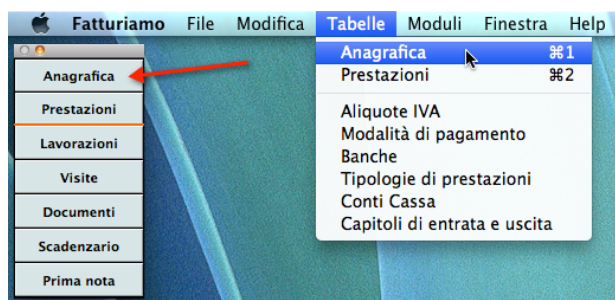 Fatturiamo File Modifica Tabelle Moduli Finestra Help
Anagrafica
Prestazioni
Lavorazioni
Visite
Documenti
Scadenzario
Prima nota
Anagrafica ⌘1
Prestazioni ⌘2
Aliquote IVA
Modalità di pagamento
Banche
Tipologie di prestazioni
Conti Cassa
Capitoli di entrata e uscita